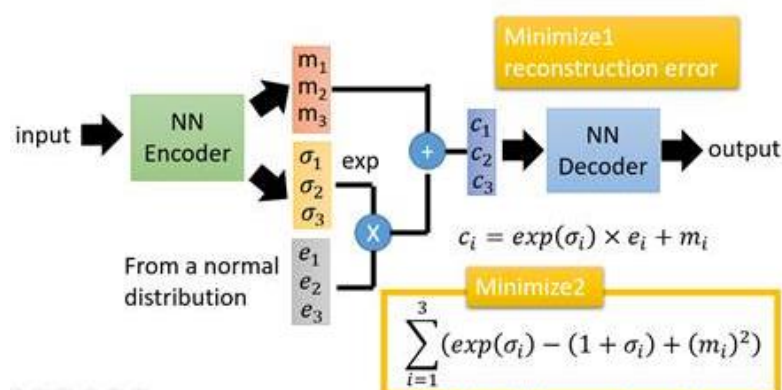 Minimize1
reconstruction error
input
NN
Encoder
m₁
m₂
m₃
σ₁
σ₂
σ₃
exp
e₁
e₂
e₃
From a normal
distribution
X
+
c₁
c₂
c₃
NN
Decoder
output
cᵢ = exp(σᵢ) × eᵢ + mᵢ
Minimize2
3
∑(exp(σᵢ) − (1 + σᵢ) + (mᵢ)²)
i=1